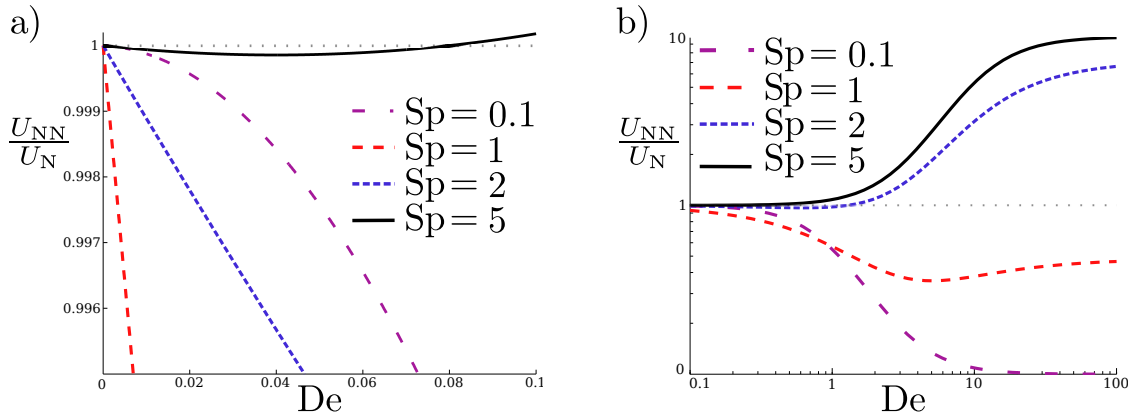 a)
1
0.999
0.998
0.997
0.996
U_NN
U_N
Sp = 0.1
Sp = 1
Sp = 2
Sp = 5
0 0.02 0.04 0.06 0.08 0.1
De
b)
10
1
0
U_NN
U_N
Sp = 0.1
Sp = 1
Sp = 2
Sp = 5
0.1 1 10 100
De